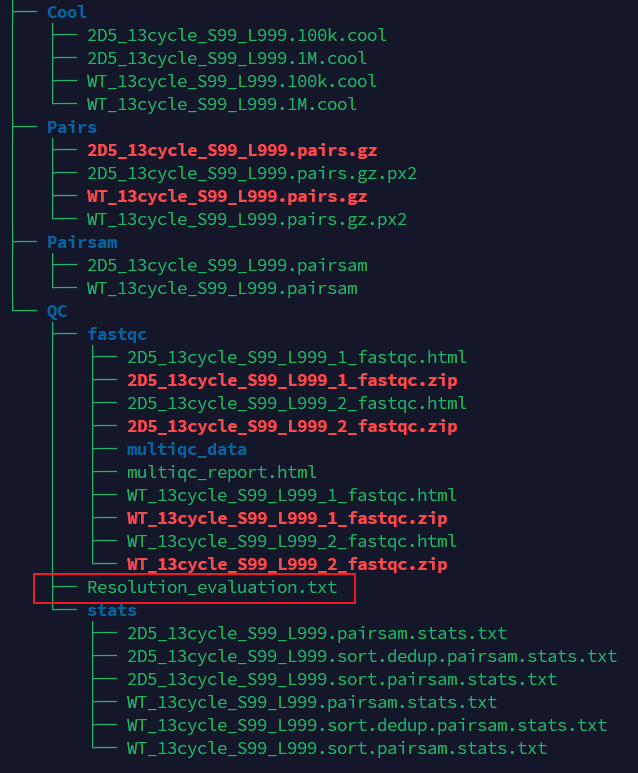 Cool
2D5_13cycle_S99_L999.100k.cool
2D5_13cycle_S99_L999.1M.cool
WT_13cycle_S99_L999.100k.cool
WT_13cycle_S99_L999.1M.cool
Pairs
2D5_13cycle_S99_L999.pairs.gz
2D5_13cycle_S99_L999.pairs.gz.px2
WT_13cycle_S99_L999.pairs.gz
WT_13cycle_S99_L999.pairs.gz.px2
Pairsam
2D5_13cycle_S99_L999.pairsam
WT_13cycle_S99_L999.pairsam
QC
fastqc
2D5_13cycle_S99_L999_1_fastqc.html
2D5_13cycle_S99_L999_1_fastqc.zip
2D5_13cycle_S99_L999_2_fastqc.html
2D5_13cycle_S99_L999_2_fastqc.zip
multiqc_data
multiqc_report.html
WT_13cycle_S99_L999_1_fastqc.html
WT_13cycle_S99_L999_1_fastqc.zip
WT_13cycle_S99_L999_2_fastqc.html
WT_13cycle_S99_L999_2_fastqc.zip
Resolution_evaluation.txt
stats
2D5_13cycle_S99_L999.pairsam.stats.txt
2D5_13cycle_S99_L999.sort.dedup.pairsam.stats.txt
2D5_13cycle_S99_L999.sort.pairsam.stats.txt
WT_13cycle_S99_L999.pairsam.stats.txt
WT_13cycle_S99_L999.sort.dedup.pairsam.stats.txt
WT_13cycle_S99_L999.sort.pairsam.stats.txt